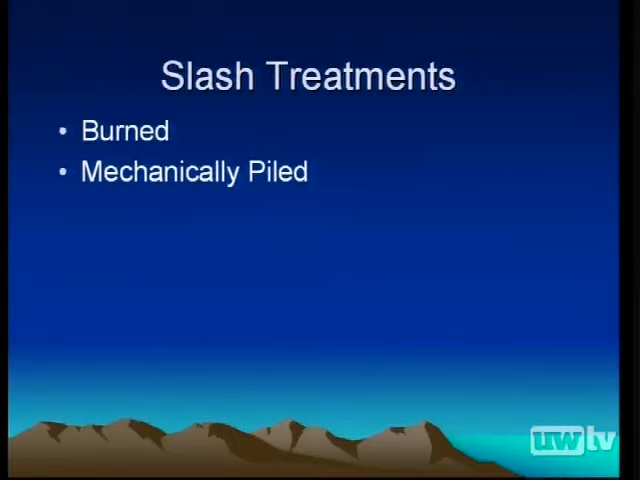 Slash Treatments
• Burned
• Mechanically Piled
uwtv